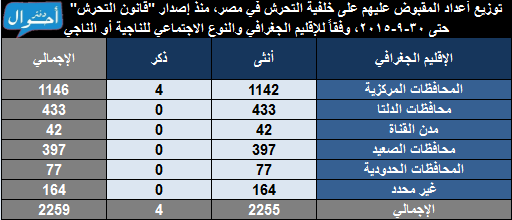 توزيع أعداد المقبوض عليهم على خلفية التحرش في مصر، منذ إصدار "قانون التحرش"
حتى ٣٠-٩-٢٠١٥، وفقاً للإقليم الجغرافي والنوع الاجتماعي للناجية أو الناجي
دفتر
أحوال
الإقليم الجغرافي أنثى ذكر الإجمالي
المحافظات المركزية 1142 4 1146
محافظات الدلتا 433 0 433
مدن القناة 42 0 42
محافظات الصعيد 397 0 397
المحافظات الحدودية 77 0 77
غير محدد 164 0 164
الإجمالي 2255 4 2259